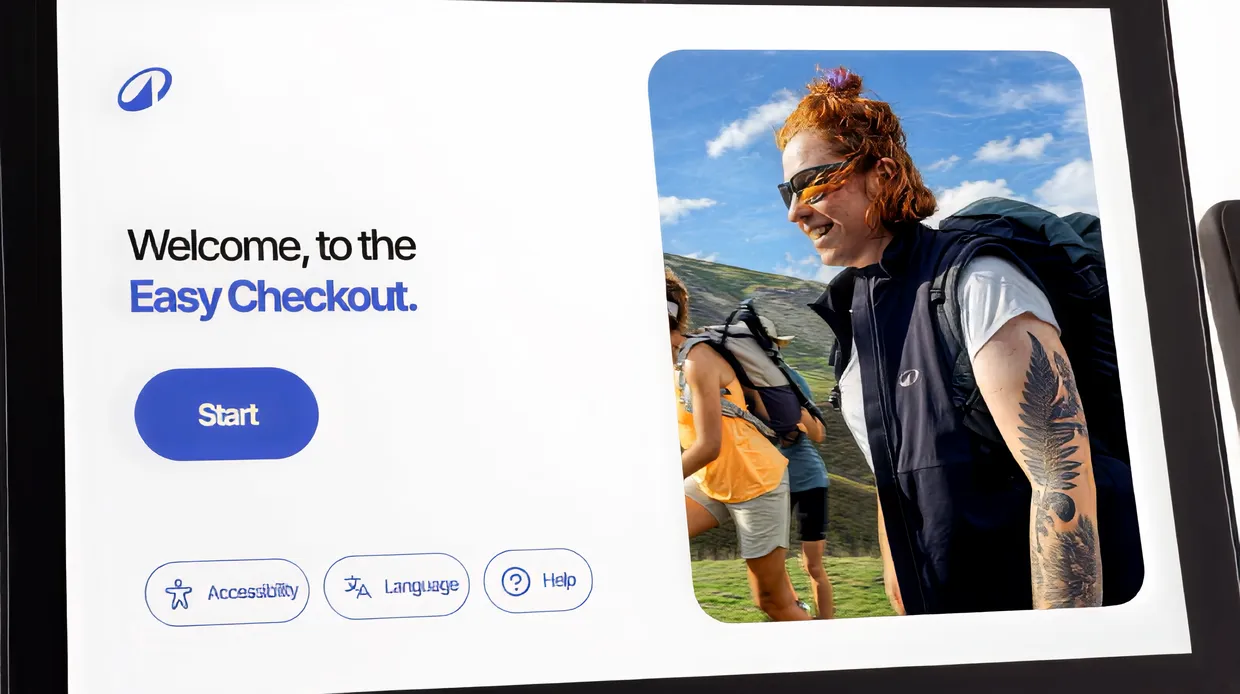 Welcome, to the
Easy Checkout.
Start
Accessibility
Language
Help